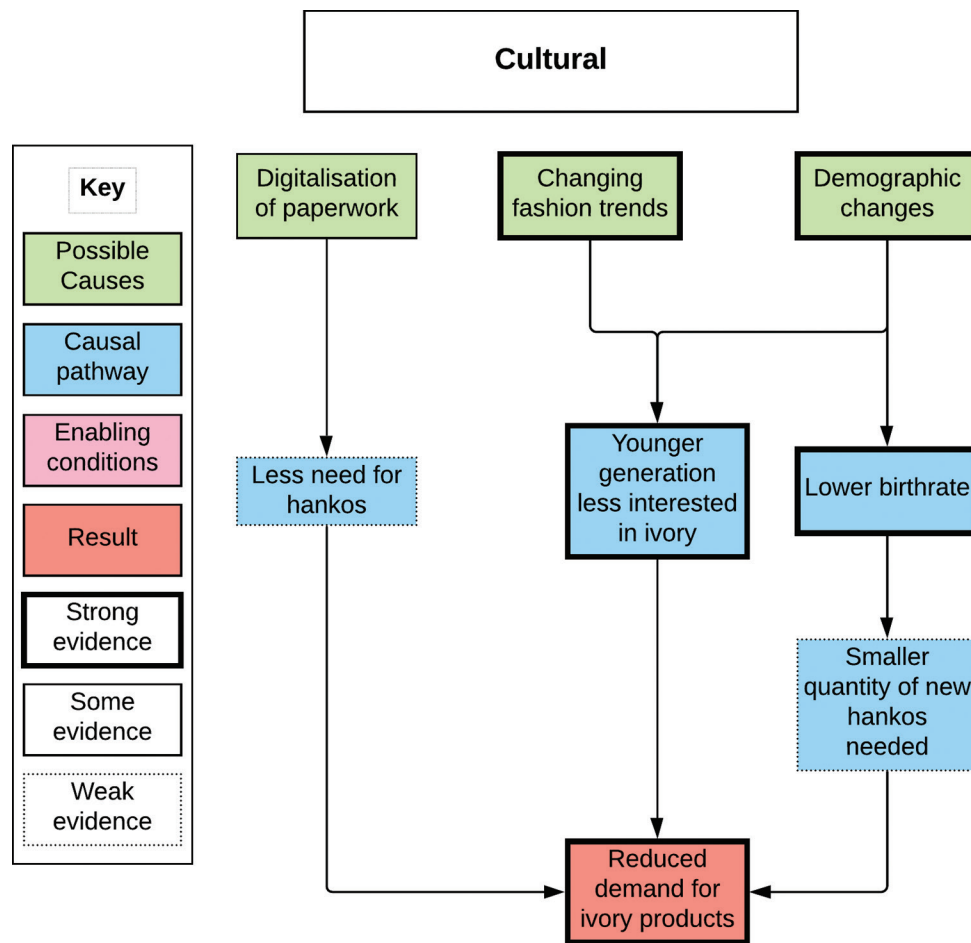 Cultural
Key
Possible
Causes
Causal
pathway
Enabling
conditions
Result
Strong
evidence
Some
evidence
Weak
evidence
Digitalisation
of paperwork
Changing
fashion trends
Demographic
changes
Less need for
hankos
Younger
generation
less interested
in ivory
Lower birthrate
Smaller
quantity of new
hankos
needed
Reduced
demand for
ivory products